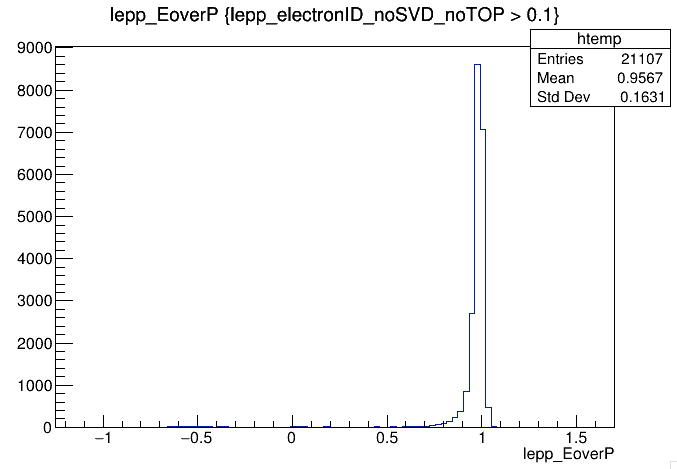 lepp_EoverP {lepp_electronID_noSVD_noTOP > 0.1}
htemp
Entries 21107
Mean 0.9567
Std Dev 0.1631
9000
8000
7000
6000
5000
4000
3000
2000
1000
0
−1 −0.5 0 0.5 1 1.5
lepp_EoverP